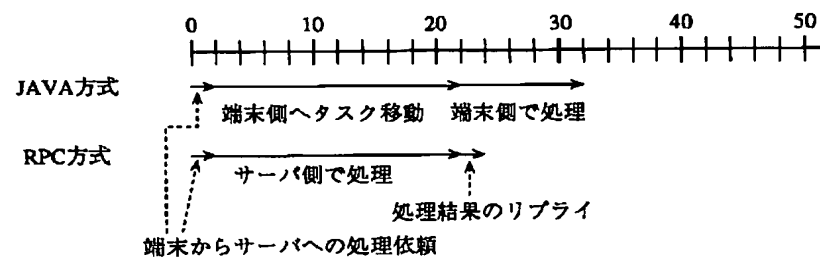 0 10 20 30 40 50
JAVA方式
端末側へタスク移動 端末側で処理
RPC方式
サーバ側で処理
処理結果のリプライ
端末からサーバへの処理依頼